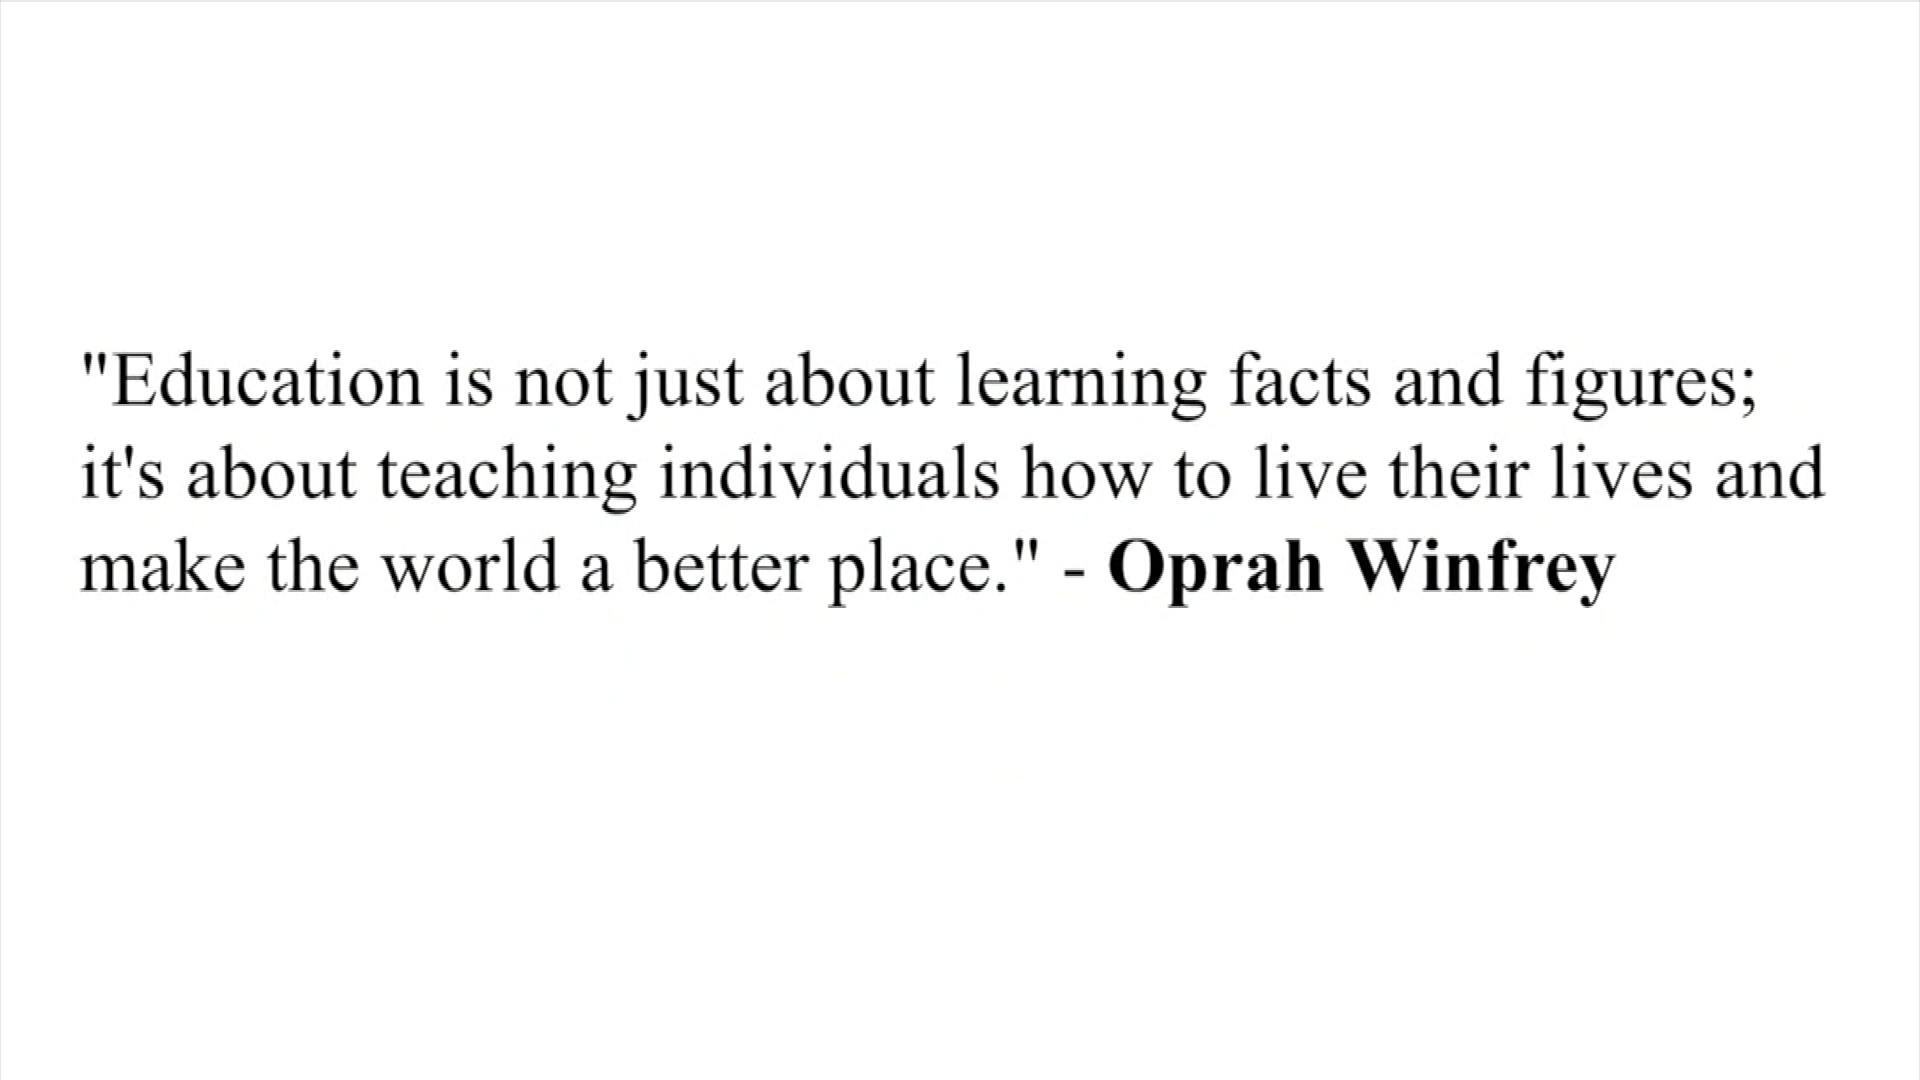 "Education is not just about learning facts and figures;
it's about teaching individuals how to live their lives and
make the world a better place." - Oprah Winfrey